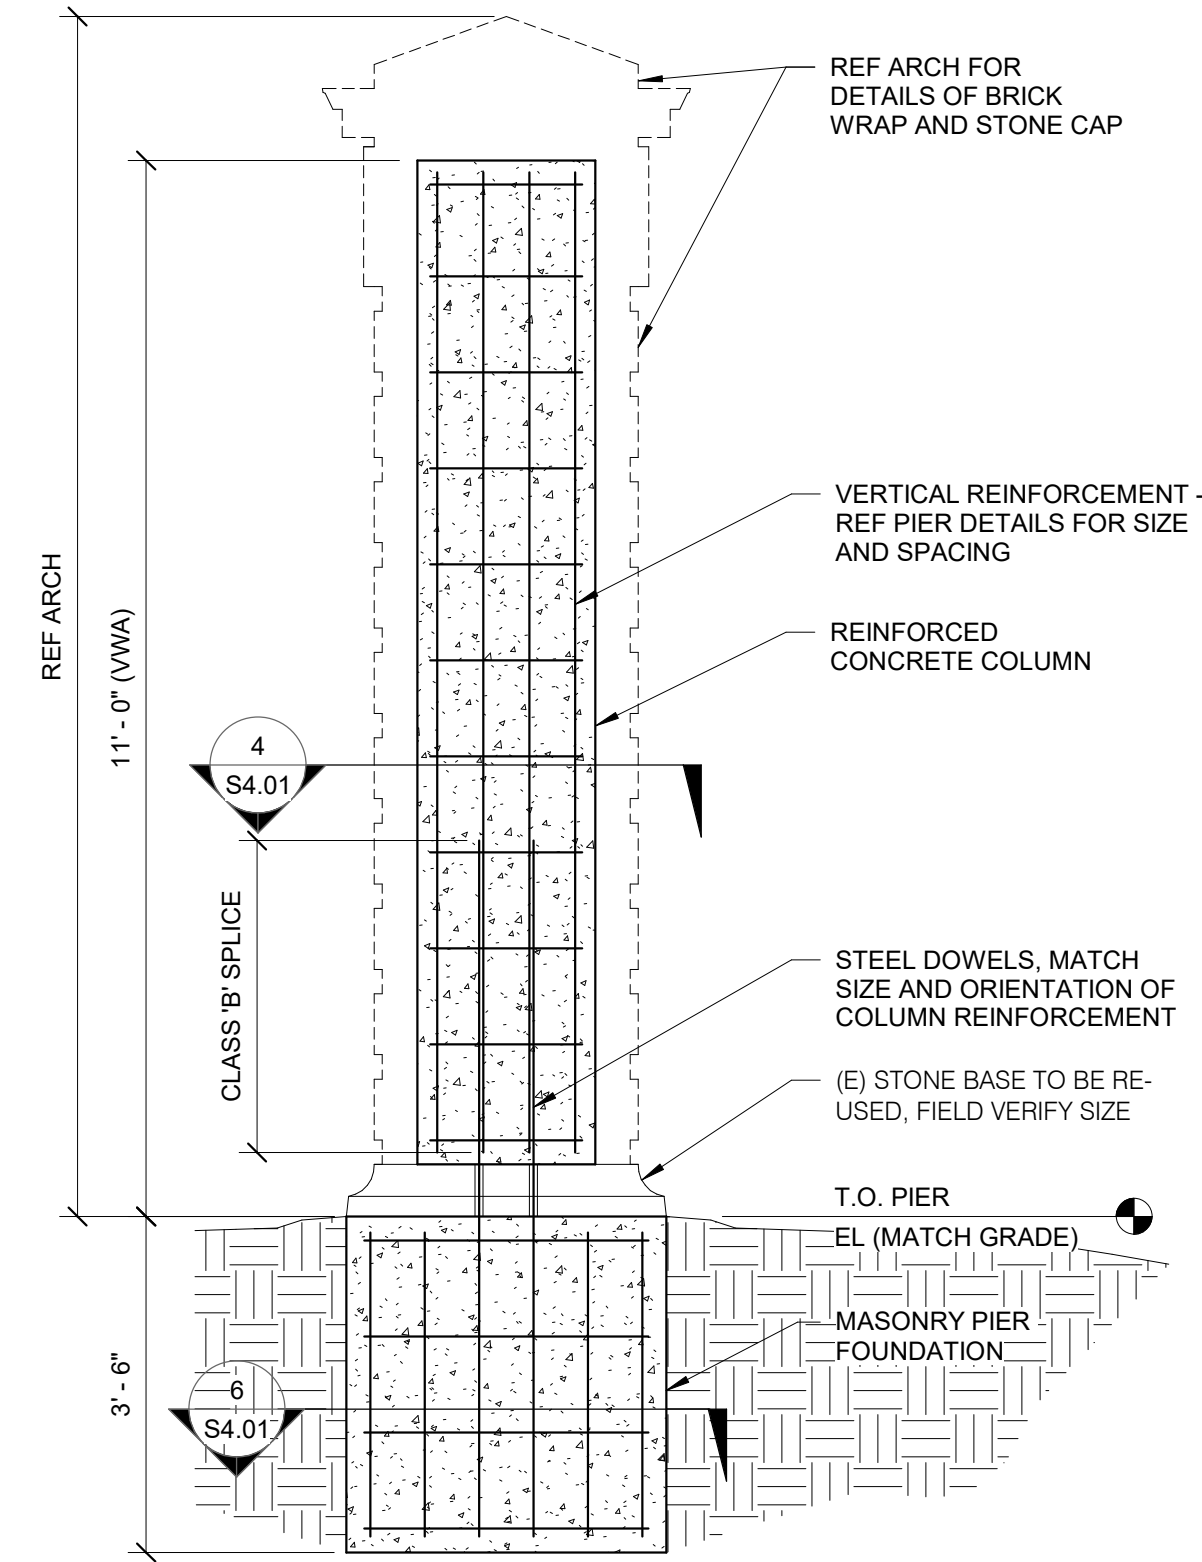 REF ARCH FOR
DETAILS OF BRICK
WRAP AND STONE CAP
VERTICAL REINFORCEMENT -
REF PIER DETAILS FOR SIZE
AND SPACING
REF ARCH
11' - 0" (VWA)
REINFORCED
CONCRETE COLUMN
4
S4.01
CLASS 'B' SPLICE
STEEL DOWELS, MATCH
SIZE AND ORIENTATION OF
COLUMN REINFORCEMENT
(E) STONE BASE TO BE RE-
USED, FIELD VERIFY SIZE
T.O. PIER
EL (MATCH GRADE)
MASONRY PIER
FOUNDATION
3' - 6"
6
S4.01